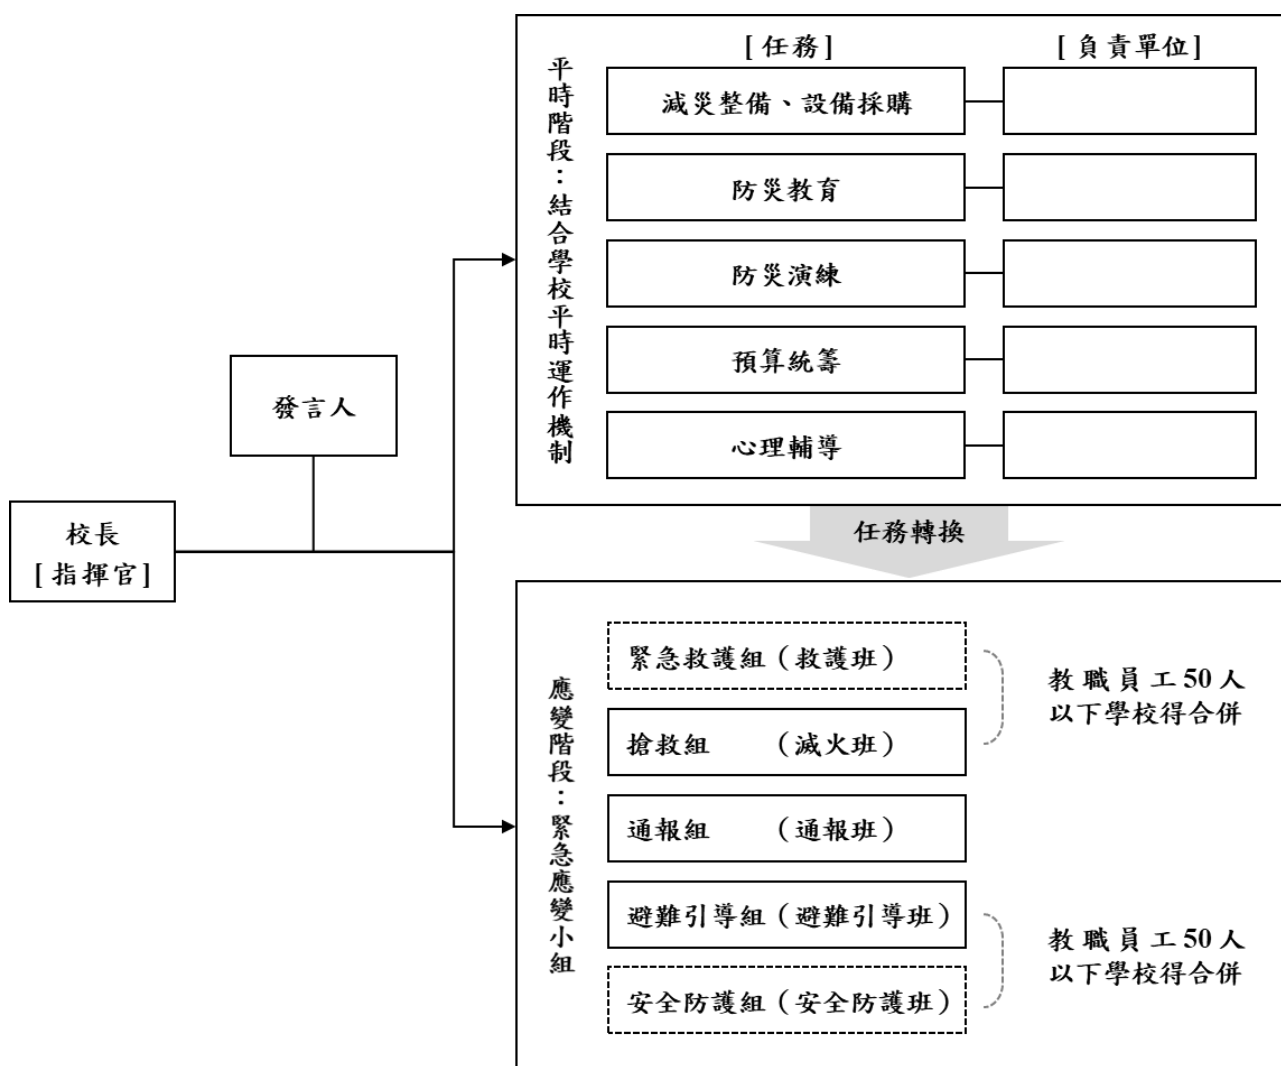 [任務]
[負責單位]
平時階段：結合學校平時運作機制
減災整備、設備採購
防災教育
防災演練
預算統籌
心理輔導
發言人
校長
[指揮官]
任務轉換
應變階段：緊急應變小組
緊急救護組（救護班）
搶救組　　（滅火班）
教職員工50人
以下學校得合併
通報組　　（通報班）
避難引導組（避難引導班）
安全防護組（安全防護班）
教職員工50人
以下學校得合併